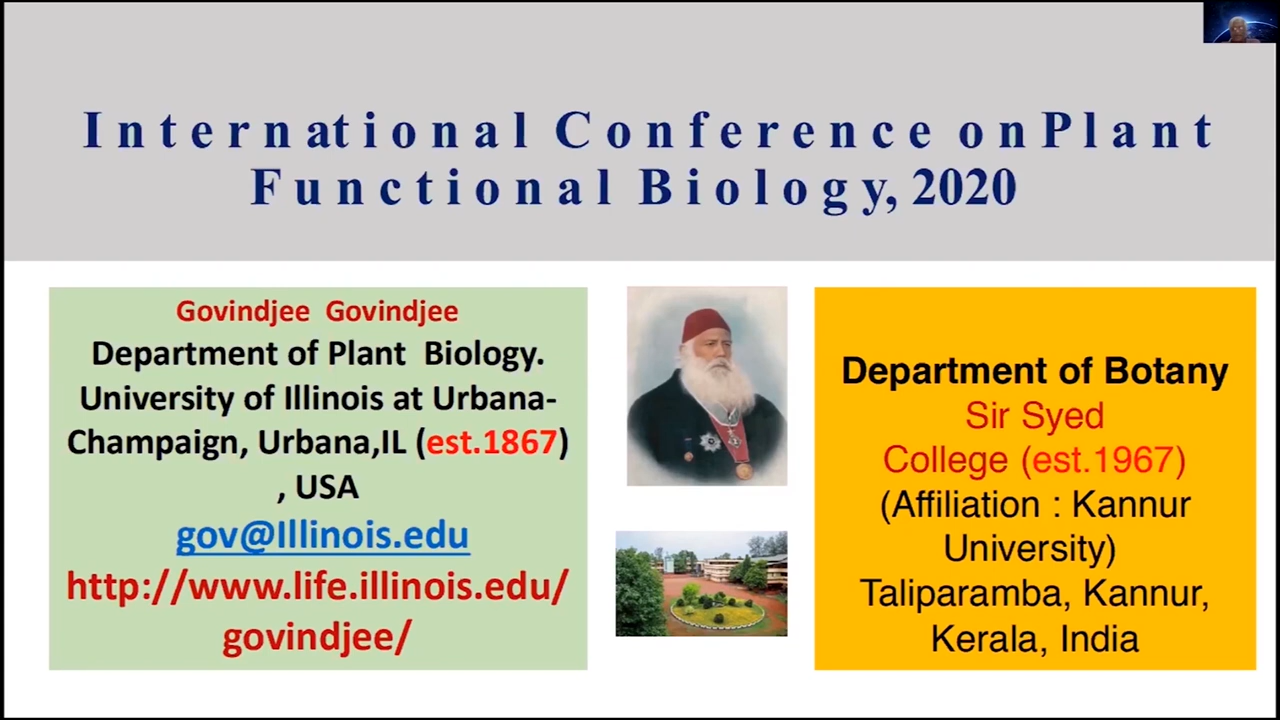 International Conference on Plant
Functional Biology, 2020
Govindjee Govindjee
Department of Plant Biology.
University of Illinois at Urbana-
Champaign, Urbana,IL (est.1867)
, USA
gov@Illinois.edu
http://www.life.illinois.edu/
govindjee/
Department of Botany
Sir Syed
College (est.1967)
(Affiliation : Kannur
University)
Taliparamba, Kannur,
Kerala, India